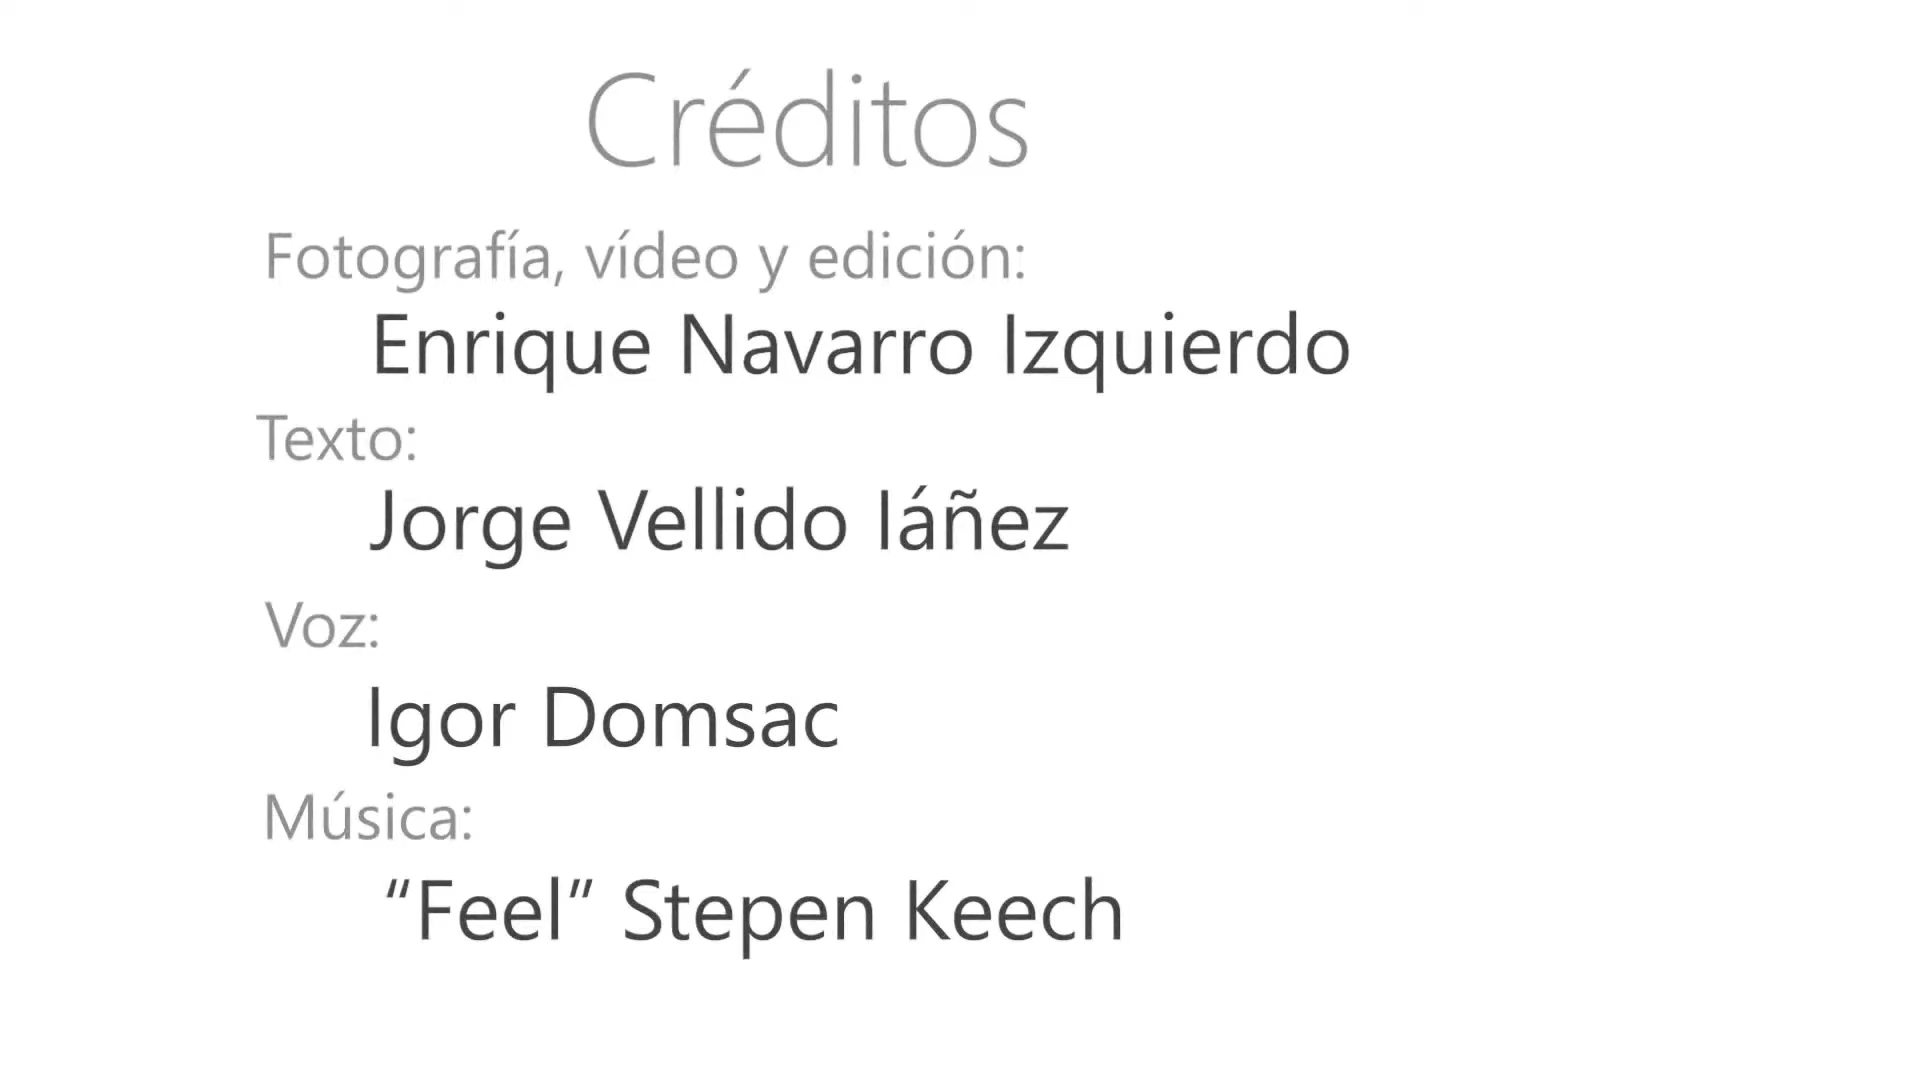 Créditos
Fotografía, vídeo y edición:
Enrique Navarro Izquierdo
Texto:
Jorge Vellido Iáñez
Voz:
Igor Domsac
Música:
“Feel” Stepen Keech